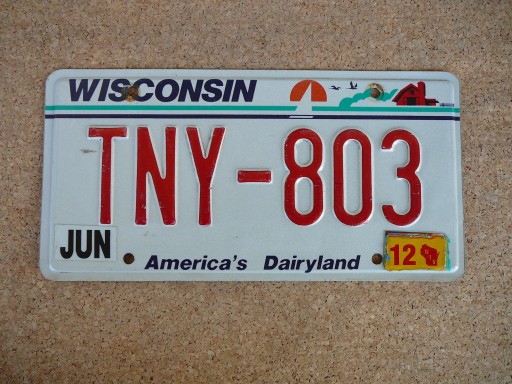 WISCONSIN
TNY-803
JUN
12
America's Dairyland